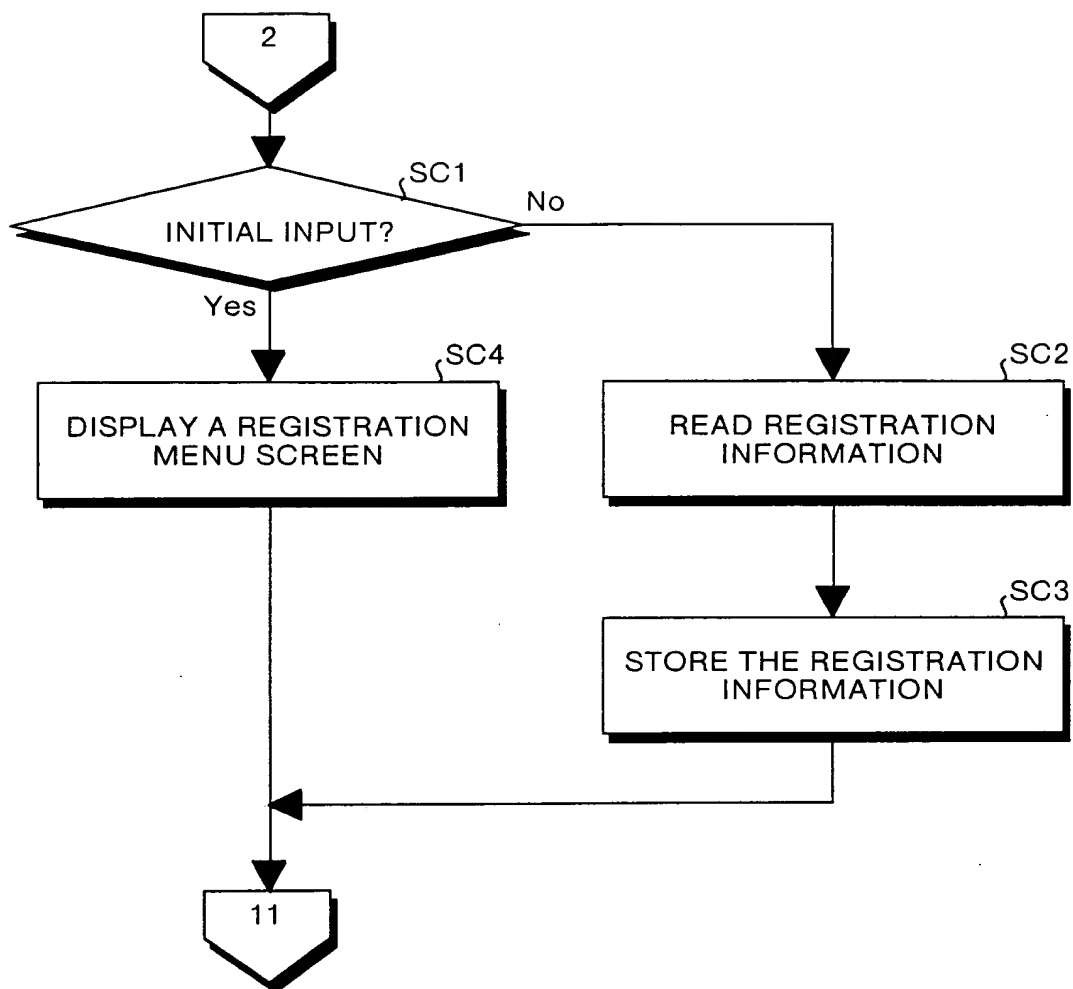 2
SC1
INITIAL INPUT?
No
Yes
SC4
DISPLAY A REGISTRATION
MENU SCREEN
SC2
READ REGISTRATION
INFORMATION
SC3
STORE THE REGISTRATION
INFORMATION
11